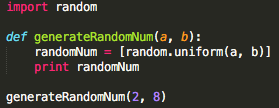 import random

def generateRandomNum(a, b):
    randomNum = [random.uniform(a, b)]
    print randomNum

generateRandomNum(2, 8)